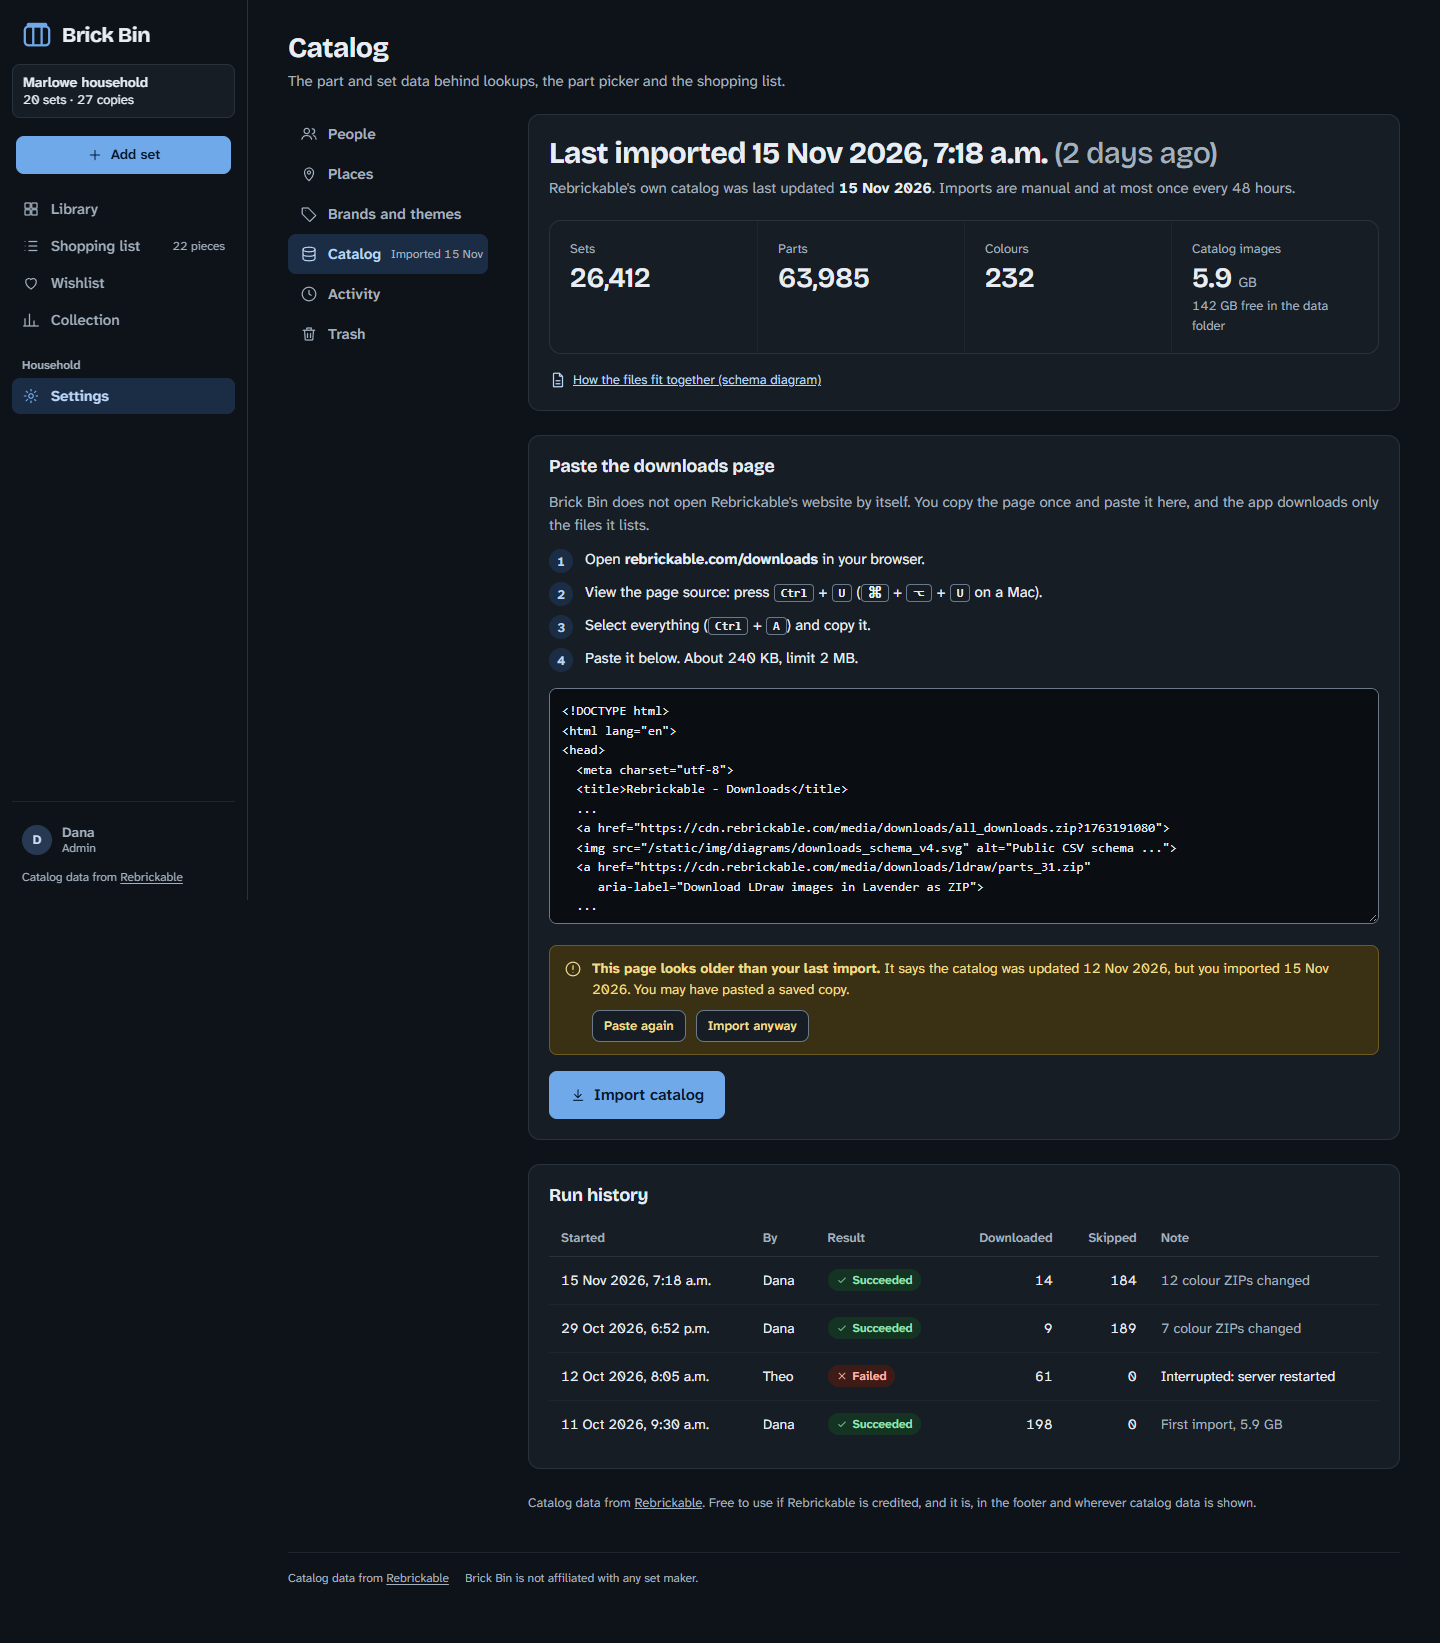 Brick Bin
Marlowe household
20 sets · 27 copies
Add set
Library
Shopping list 22 pieces
Wishlist
Collection
Household
Settings
D
Dana
Admin
Catalog data from Rebrickable
Catalog
The part and set data behind lookups, the part picker and the shopping list.
People
Places
Brands and themes
Catalog Imported 15 Nov
Activity
Trash
Last imported 15 Nov 2026, 7:18 a.m. (2 days ago)
Rebrickable's own catalog was last updated 15 Nov 2026. Imports are manual and at most once every 48 hours.
Sets
26,412
Parts
63,985
Colours
232
Catalog images
5.9 GB
142 GB free in the data
folder
How the files fit together (schema diagram)
Paste the downloads page
Brick Bin does not open Rebrickable's website by itself. You copy the page once and paste it here, and the app downloads only
the files it lists.
1 Open rebrickable.com/downloads in your browser.
2 View the page source: press Ctrl + U (⌘ + ⌥ + U on a Mac).
3 Select everything (Ctrl + A) and copy it.
4 Paste it below. About 240 KB, limit 2 MB.
<!DOCTYPE html>
<html lang="en">
<head>
<meta charset="utf-8">
<title>Rebrickable - Downloads</title>
...
<a href="https://cdn.rebrickable.com/media/downloads/all_downloads.zip?1763191080">
<img src="/static/img/diagrams/downloads_schema_v4.svg" alt="Public CSV schema ...">
<a href="https://cdn.rebrickable.com/media/downloads/ldraw/parts_31.zip"
aria-label="Download LDraw images in Lavender as ZIP">
...
This page looks older than your last import. It says the catalog was updated 12 Nov 2026, but you imported 15 Nov
2026. You may have pasted a saved copy.
Paste again Import anyway
Import catalog
Run history
Started By Result Downloaded Skipped Note
15 Nov 2026, 7:18 a.m. Dana Succeeded 14 184 12 colour ZIPs changed
29 Oct 2026, 6:52 p.m. Dana Succeeded 9 189 7 colour ZIPs changed
12 Oct 2026, 8:05 a.m. Theo Failed 61 0 Interrupted: server restarted
11 Oct 2026, 9:30 a.m. Dana Succeeded 198 0 First import, 5.9 GB
Catalog data from Rebrickable. Free to use if Rebrickable is credited, and it is, in the footer and wherever catalog data is shown.
Catalog data from Rebrickable Brick Bin is not affiliated with any set maker.